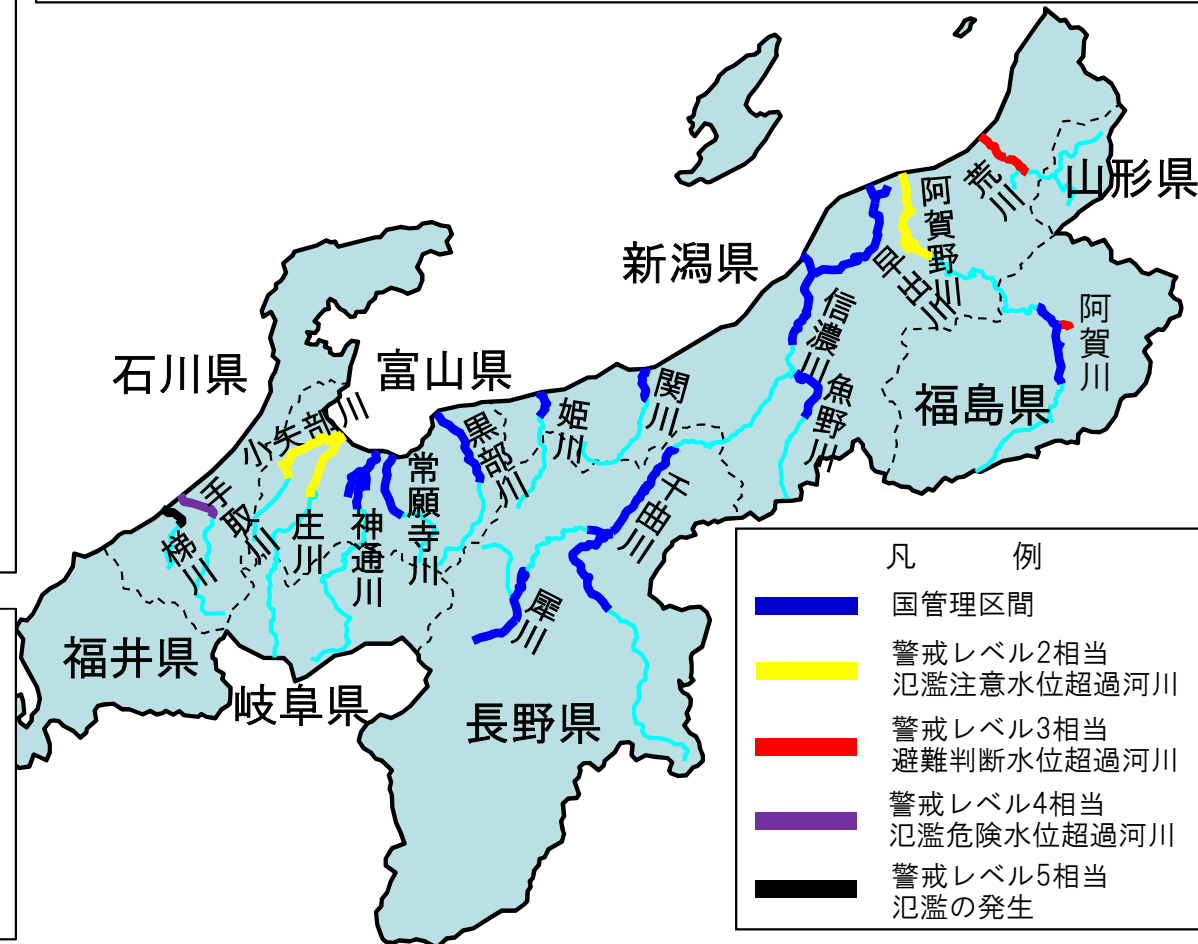 山形県
荒川
阿賀野川
早出川
新潟県
信濃川
阿賀川
魚野川
福島県
石川県
富山県
関川
姫川
黒部川
小矢部川
常願寺川
千曲川
手取川
庄川
神通川
梯川
犀川
福井県
岐阜県
長野県
凡 例
国管理区間
警戒レベル2相当
氾濫注意水位超過河川
警戒レベル3相当
避難判断水位超過河川
警戒レベル4相当
氾濫危険水位超過河川
警戒レベル5相当
氾濫の発生